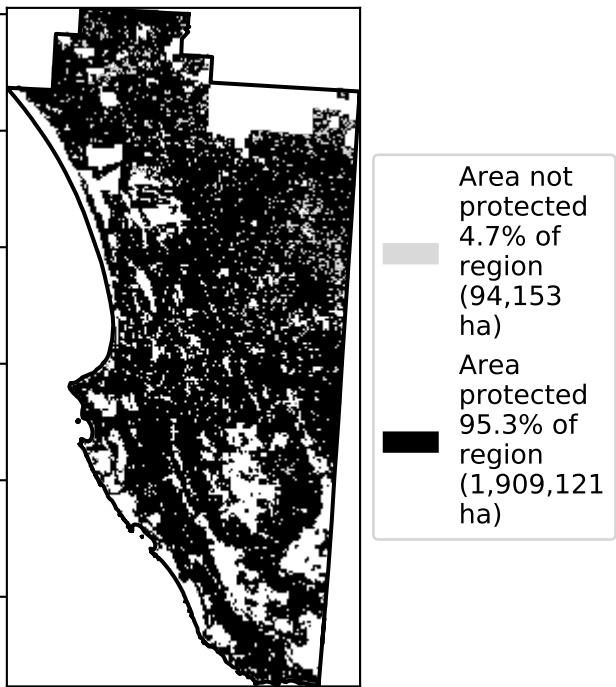 Area not
protected
4.7% of
region
(94,153
ha)
Area
protected
95.3% of
region
(1,909,121
ha)